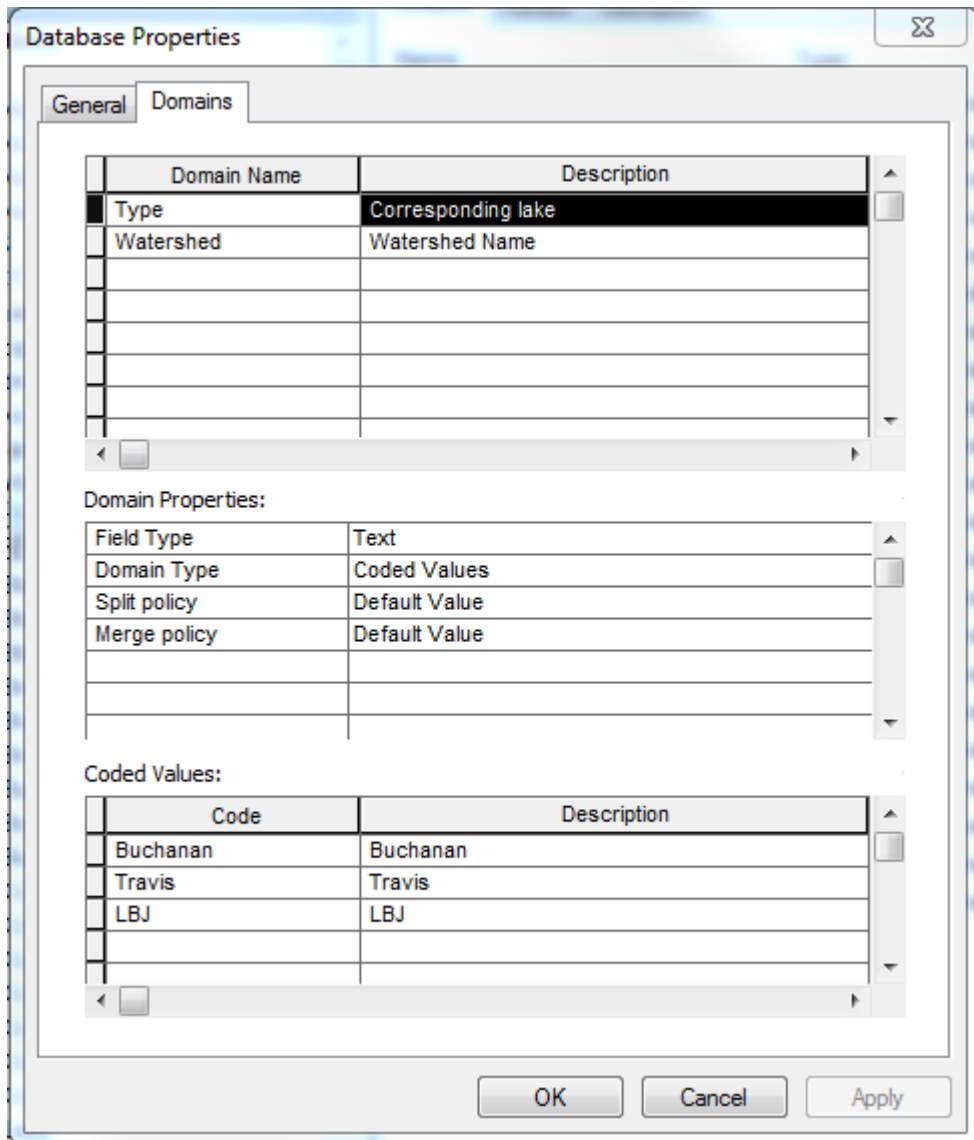 Database Properties
General Domains
Domain Name Description
Type Corresponding lake
Watershed Watershed Name
Domain Properties:
Field Type Text
Domain Type Coded Values
Split policy Default Value
Merge policy Default Value
Coded Values:
Code Description
Buchanan Buchanan
Travis Travis
LBJ LBJ
OK Cancel Apply